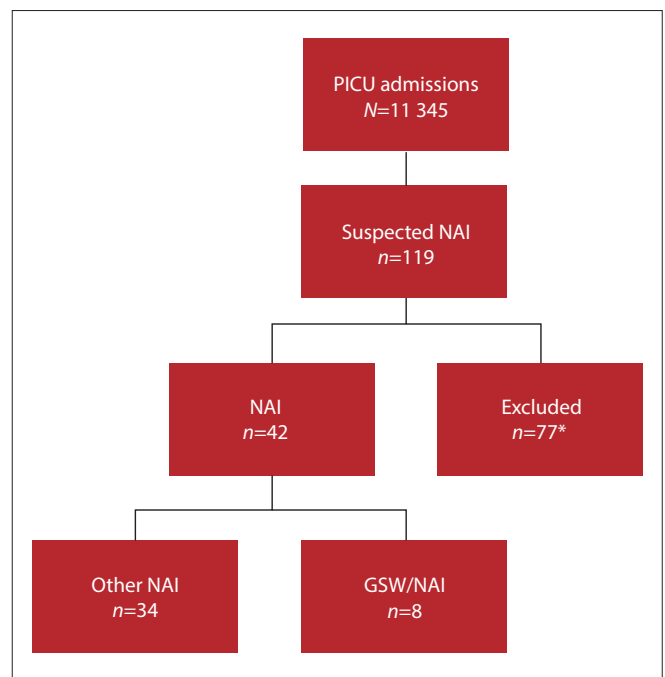 PICU admissions
N=11 345
Suspected NAI
n=119
NAI
n=42
Excluded
n=77*
Other NAI
n=34
GSW/NAI
n=8